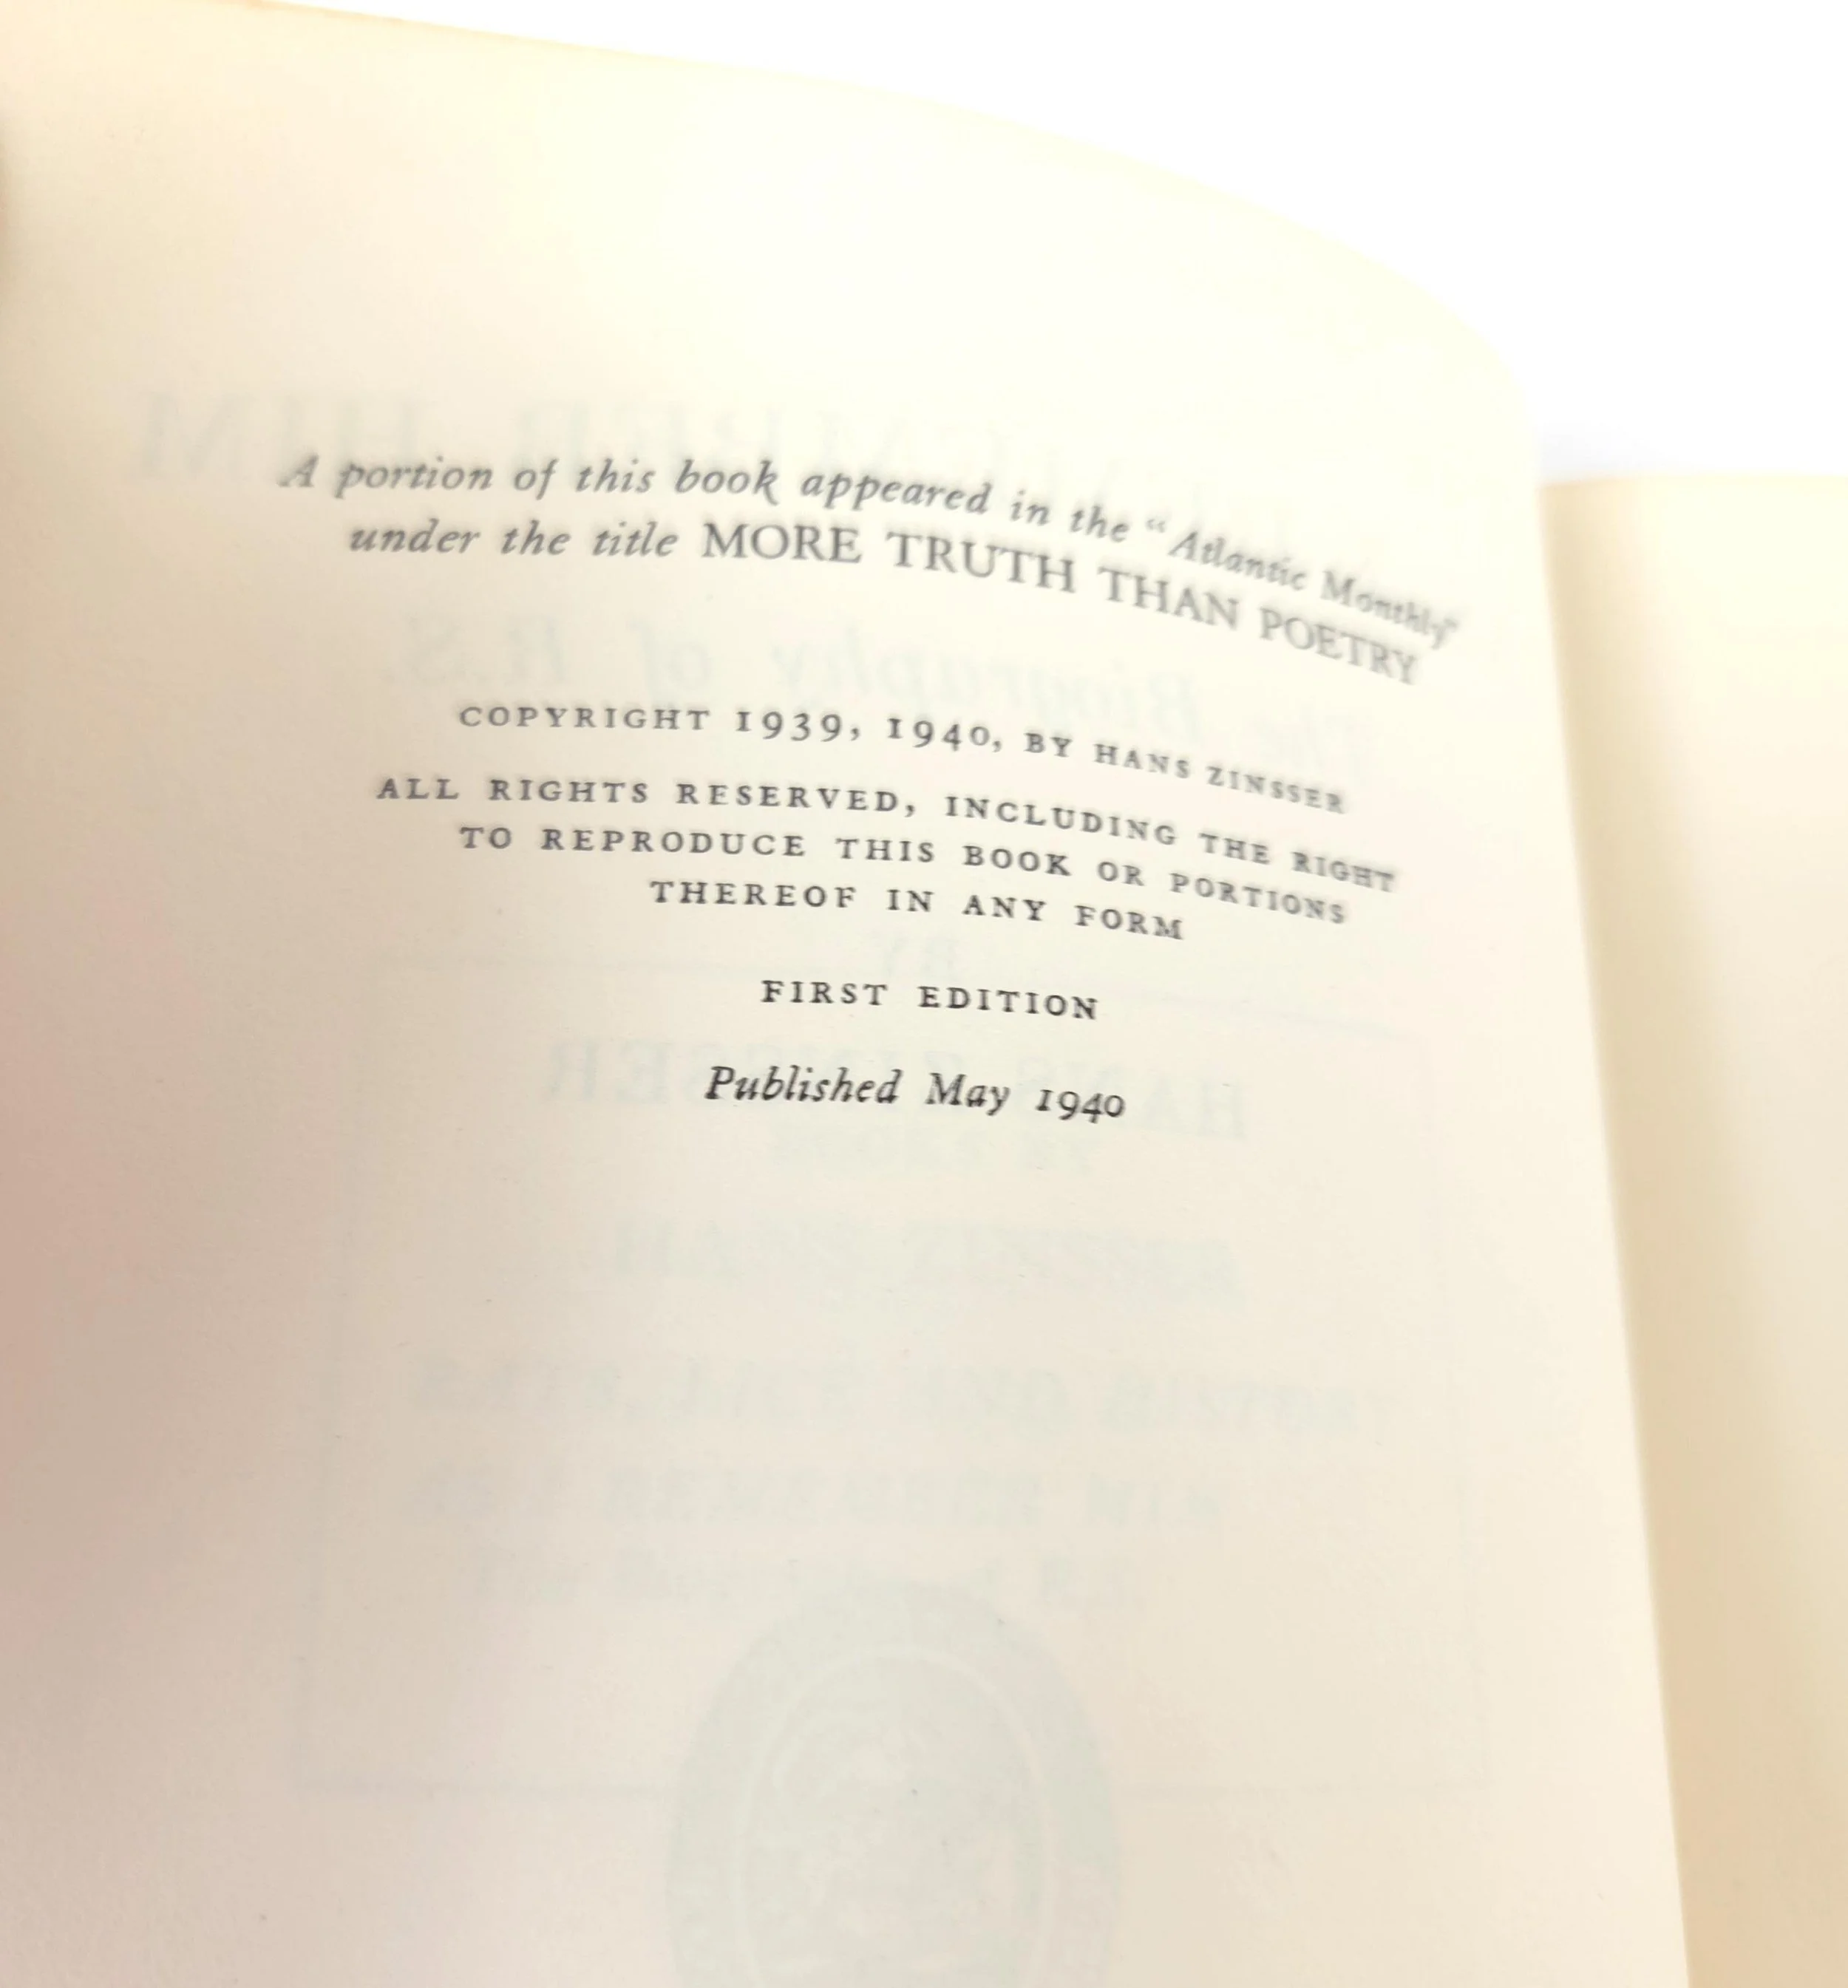 A portion of this book appeared in the "Atlantic Monthly"
under the title MORE TRUTH THAN POETRY
COPYRIGHT 1939, 1940, BY HANS ZINSSER
ALL RIGHTS RESERVED, INCLUDING THE RIGHT
TO REPRODUCE THIS BOOK OR PORTIONS
THEREOF IN ANY FORM
FIRST EDITION
Published May 1940